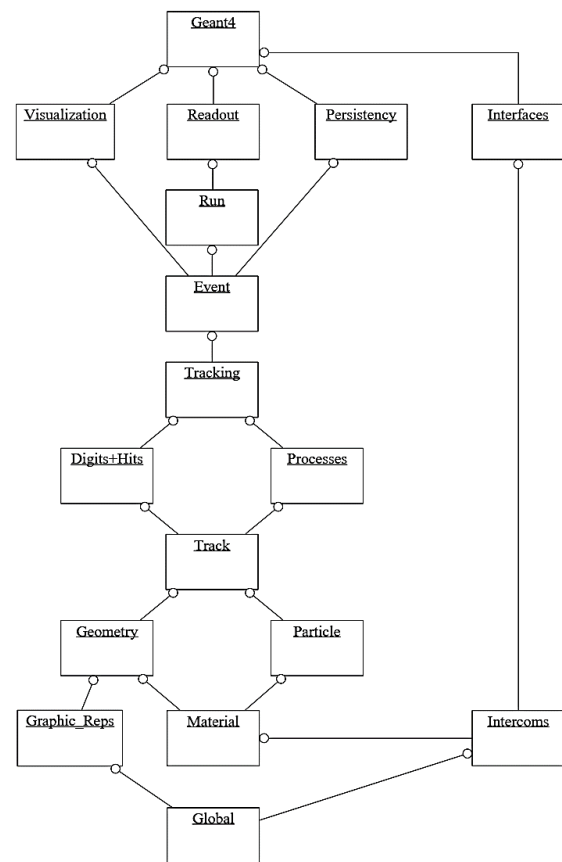 Geant4
Visualization
Readout
Persistency
Interfaces
Run
Event
Tracking
Digits+Hits
Processes
Track
Geometry
Particle
Graphic_Reps
Material
Intercoms
Global